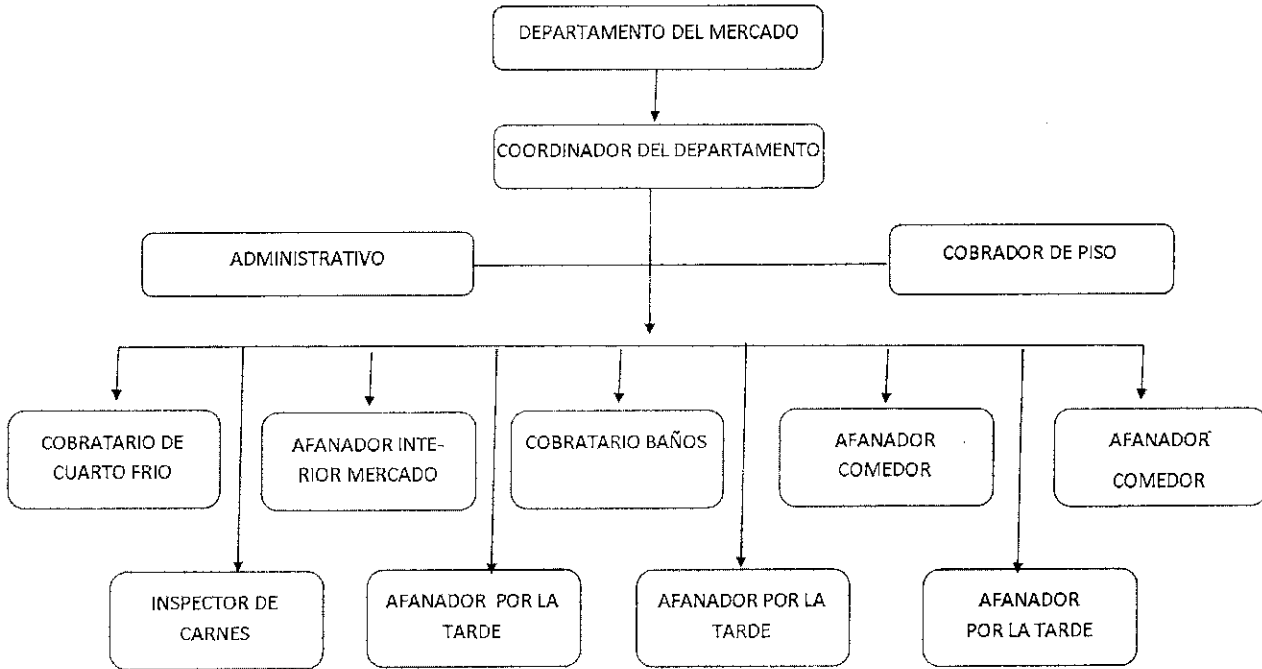 DEPARTAMENTO DEL MERCADO
COORDINADOR DEL DEPARTAMENTO
ADMINISTRATIVO
COBRADOR DE PISO
COBRATARIO DE
CUARTO FRIO
AFANADOR INTE-
RIOR MERCADO
COBRATARIO BAÑOS
AFANADOR
COMEDOR
AFANADOR
COMEDOR
INSPECTOR DE
CARNES
AFANADOR POR LA
TARDE
AFANADOR POR LA
TARDE
AFANADOR
POR LA TARDE